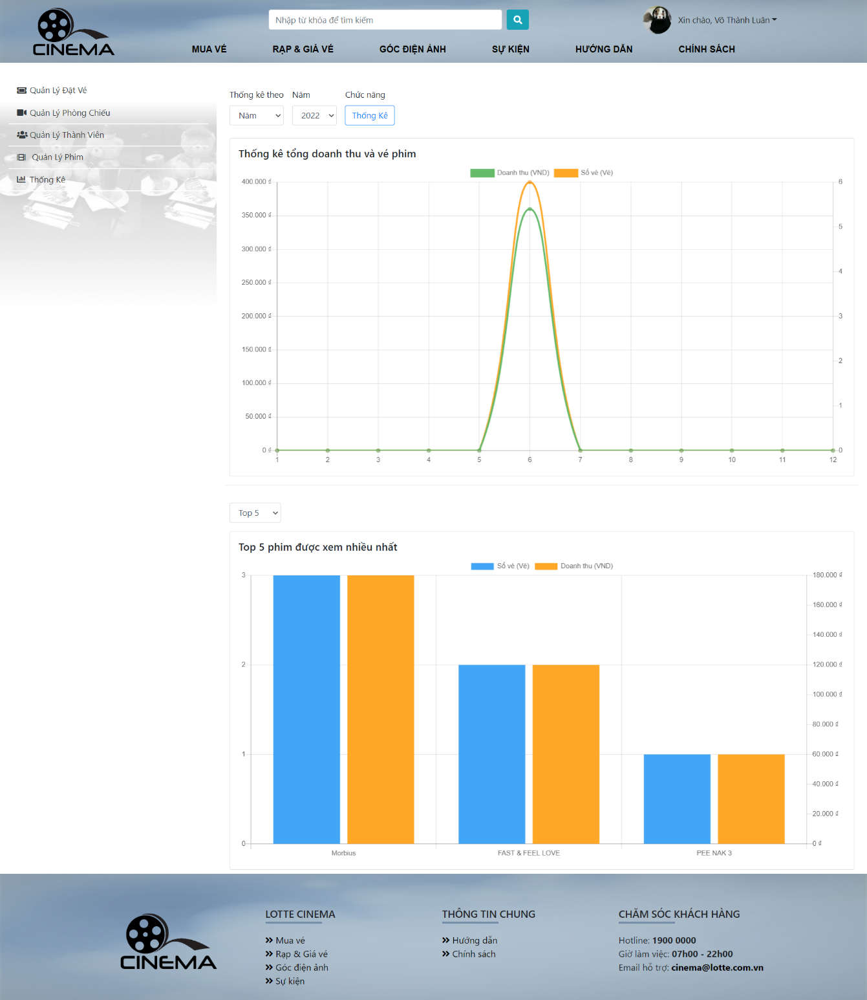 CINEMA
Nhập từ khóa để tìm kiếm
Xin chào, Võ Thành Luân
MUA VÉ RẠP & GIÁ VÉ GÓC ĐIỆN ẢNH SỰ KIỆN HƯỚNG DẪN CHÍNH SÁCH
Quản Lý Đặt Vé
Quản Lý Phòng Chiếu
Quản Lý Thành Viên
Quản Lý Phim
Thống Kê
Thống kê theo Năm Chức năng
Năm 2022 Thống Kê
Thống kê tổng doanh thu và vé phim
Doanh thu (VND) Số vé (Vé)
400.000 ₫ 6
350.000 ₫
5
300.000 ₫
4
250.000 ₫
200.000 ₫ 3
150.000 ₫
2
100.000 ₫
1
50.000 ₫
0 ₫ 0
1 2 3 4 5 6 7 8 9 10 11 12
Top 5
Top 5 phim được xem nhiều nhất
Số vé (Vé) Doanh thu (VND)
3 180.000 ₫
160.000 ₫
140.000 ₫
2 120.000 ₫
100.000 ₫
80.000 ₫
1 60.000 ₫
40.000 ₫
20.000 ₫
0 0 ₫
Morbius FAST & FEEL LOVE PEE NAK 3
CINEMA
LOTTE CINEMA
Mua vé
Rạp & Giá vé
Góc điện ảnh
Sự kiện
THÔNG TIN CHUNG
Hướng dẫn
Chính sách
CHĂM SÓC KHÁCH HÀNG
Hotline: 1900 0000
Giờ làm việc: 07h00 - 22h00
Email hỗ trợ: cinema@lotte.com.vn